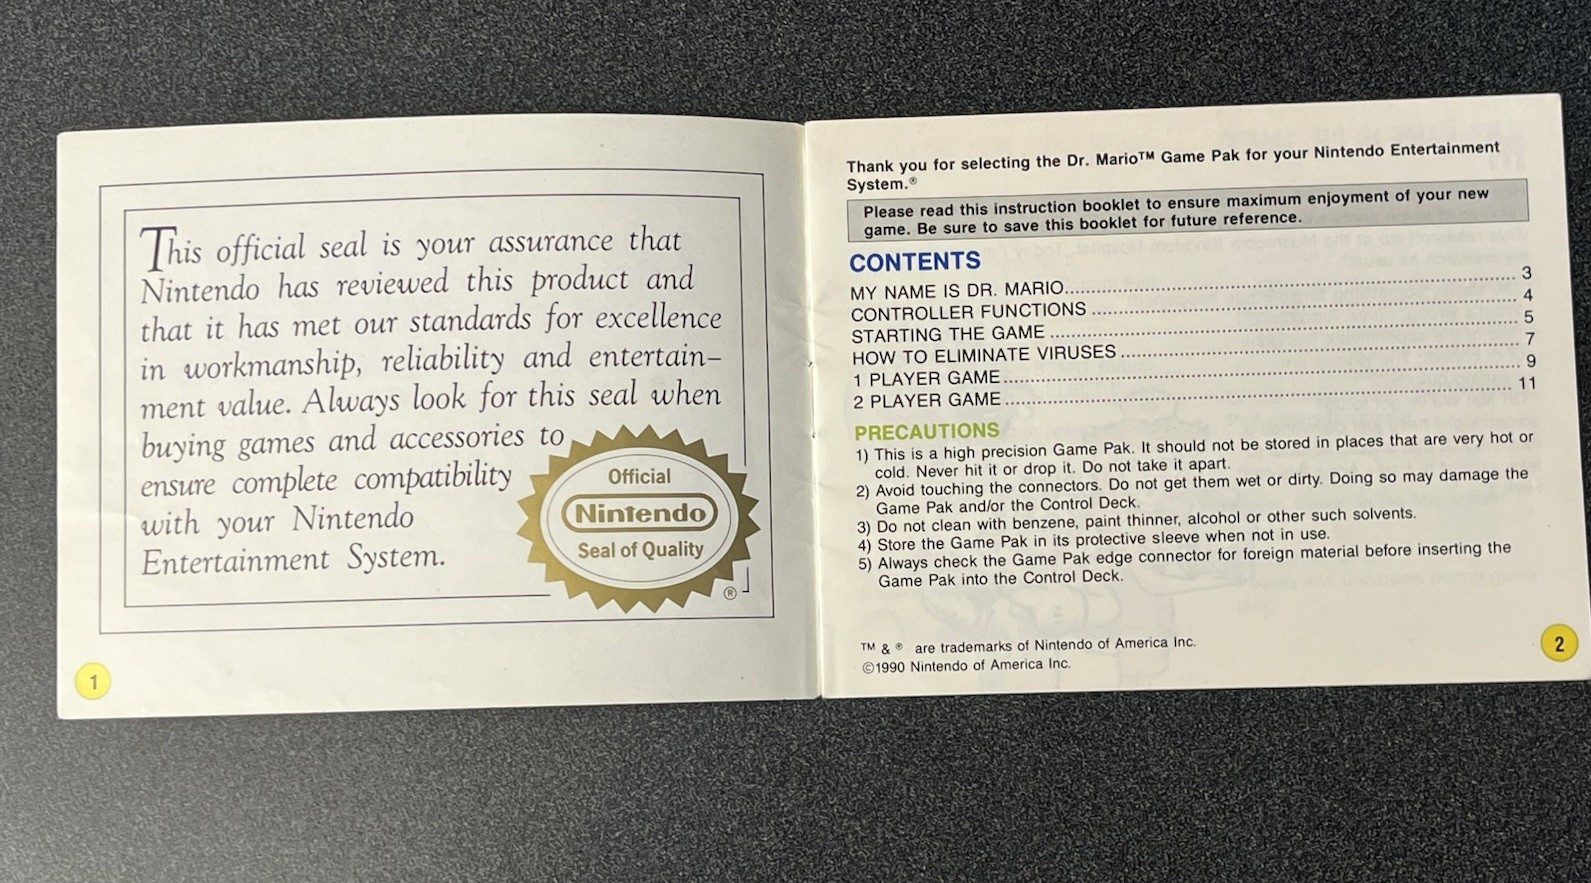 This official seal is your assurance that
Nintendo has reviewed this product and
that it has met our standards for excellence
in workmanship, reliability and entertain-
ment value. Always look for this seal when
buying games and accessories to
ensure complete compatibility
with your Nintendo
Entertainment System.
Official
Nintendo
Seal of Quality
®
1
Thank you for selecting the Dr. Mario™ Game Pak for your Nintendo Entertainment
System.®
Please read this instruction booklet to ensure maximum enjoyment of your new
game. Be sure to save this booklet for future reference.
CONTENTS
MY NAME IS DR. MARIO.......... 3
CONTROLLER FUNCTIONS .......... 4
STARTING THE GAME .......... 5
HOW TO ELIMINATE VIRUSES .......... 7
1 PLAYER GAME .......... 9
2 PLAYER GAME .......... 11
PRECAUTIONS
1) This is a high precision Game Pak. It should not be stored in places that are very hot or
cold. Never hit it or drop it. Do not take it apart.
2) Avoid touching the connectors. Do not get them wet or dirty. Doing so may damage the
Game Pak and/or the Control Deck.
3) Do not clean with benzene, paint thinner, alcohol or other such solvents.
4) Store the Game Pak in its protective sleeve when not in use.
5) Always check the Game Pak edge connector for foreign material before inserting the
Game Pak into the Control Deck.
TM & ® are trademarks of Nintendo of America Inc.
©1990 Nintendo of America Inc.
2